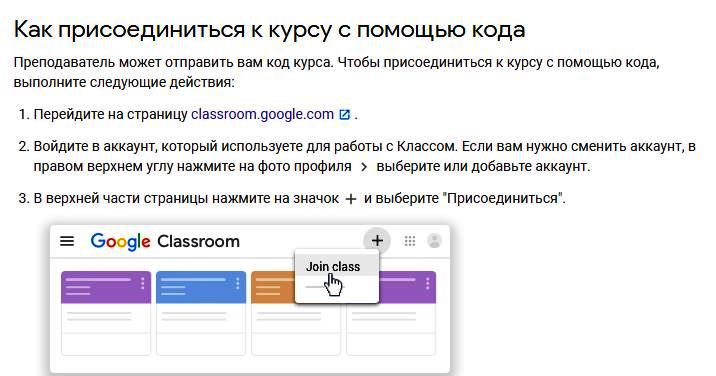 Как присоединиться к курсу с помощью кода
Преподаватель может отправить вам код курса. Чтобы присоединиться к курсу с помощью кода,
выполните следующие действия:
1. Перейдите на страницу classroom.google.com .
2. Войдите в аккаунт, который используете для работы с Классом. Если вам нужно сменить аккаунт, в
правом верхнем углу нажмите на фото профиля > выберите или добавьте аккаунт.
3. В верхней части страницы нажмите на значок + и выберите "Присоединиться".
Google Classroom
Join class